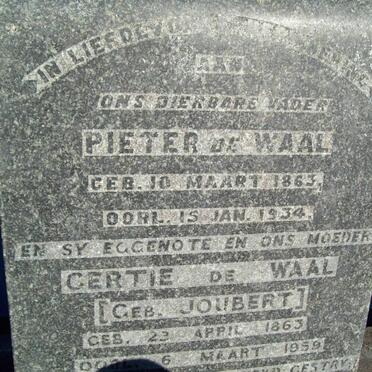 IN LIEFDEVOLLE
AAN
ONS DIERBARE VADER
PIETER DE WAAL
GEB. 10 MAART 1863,
OORL. 15 JAN. 1934.
EN SY EGGENOTE EN ONS MOEDER
GERTIE DE WAAL
[GEB. JOUBERT]
GEB. 23 APRIL 1863
6 MAART 1959
GESTRY